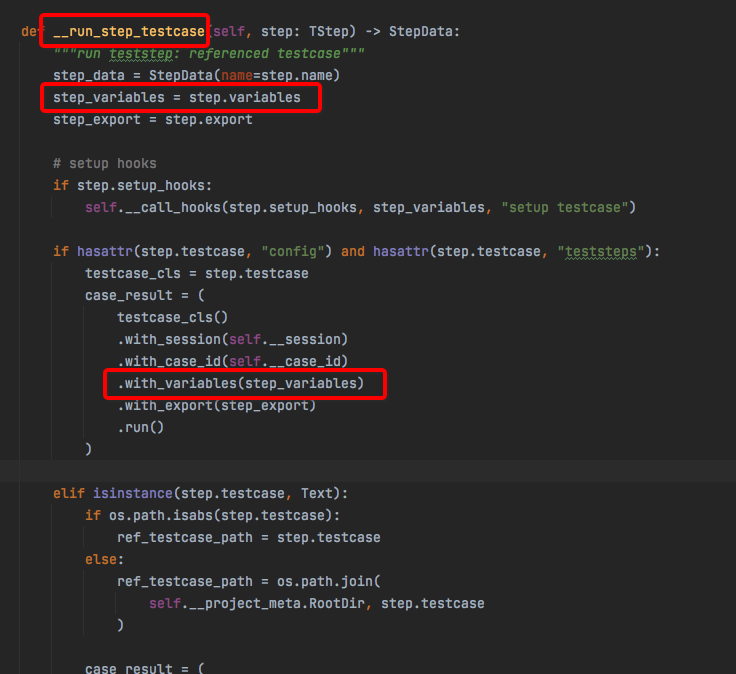 def __run_step_testcase(self, step: TStep) -> StepData:
"""run teststep: referenced testcase"""
step_data = StepData(name=step.name)
step_variables = step.variables
step_export = step.export
# setup hooks
if step.setup_hooks:
self.__call_hooks(step.setup_hooks, step_variables, "setup testcase")
if hasattr(step.testcase, "config") and hasattr(step.testcase, "teststeps"):
testcase_cls = step.testcase
case_result = (
testcase_cls()
.with_session(self.__session)
.with_case_id(self.__case_id)
.with_variables(step_variables)
.with_export(step_export)
.run()
)
elif isinstance(step.testcase, Text):
if os.path.isabs(step.testcase):
ref_testcase_path = step.testcase
else:
ref_testcase_path = os.path.join(
self.__project_meta.RootDir, step.testcase
)
case_result = (